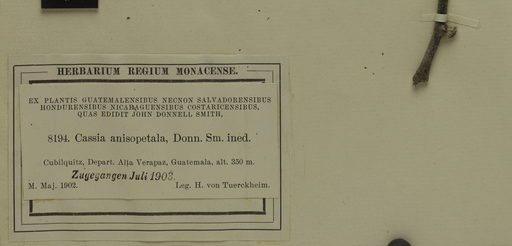 HERBARIUM REGIUM MONACENSE.
EX PLANTIS GUATEMALENSIBUS NECNON SALVADORENSIBUS
HONDURENSIBUS NICARAGUENSIBUS COSTARICENSIBUS,
QUAS EDIDIT JOHN DONNELL SMITH,
8194. Cassia anisopetala, Donn. Sm. ined.
Cubilquitz, Depart. Alta Verapaz, Guatemala, alt. 350 m.
Zugegangen Juli 1903.
M. Maj. 1902. Leg. H. von Tuerckheim.